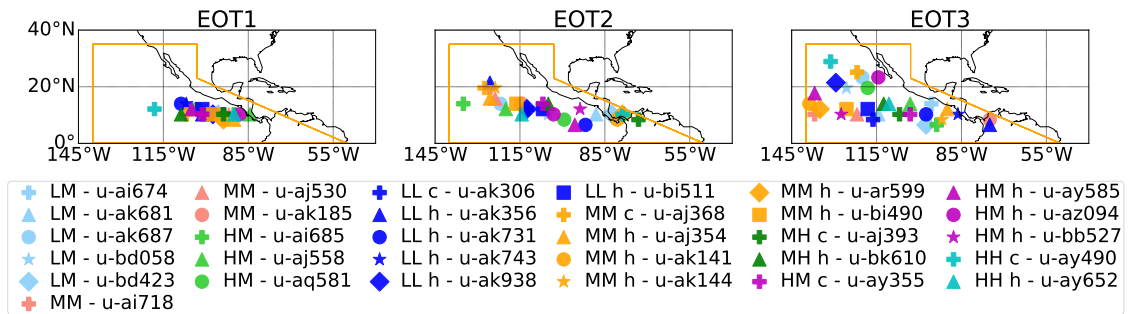 EOT1 EOT2 EOT3
40°N
20°N
0°
145°W 115°W 85°W 55°W 145°W 115°W 85°W 55°W 145°W 115°W 85°W 55°W
LM - u-ai674 MM - u-aj530 LL c - u-ak306 LL h - u-bi511 MM h - u-ar599 HM h - u-ay585
LM - u-ak681 MM - u-ak185 LL h - u-ak356 MM c - u-aj368 MM h - u-bi490 HM h - u-az094
LM - u-ak687 HM - u-ai685 LL h - u-ak731 MM h - u-aj354 MH c - u-aj393 HM h - u-bb527
LM - u-bd058 HM - u-aj558 LL h - u-ak743 MM h - u-ak141 MH h - u-bk610 HH c - u-ay490
LM - u-bd423 HM - u-aq581 LL h - u-ak938 MM h - u-ak144 HM c - u-ay355 HH h - u-ay652
MM - u-ai718